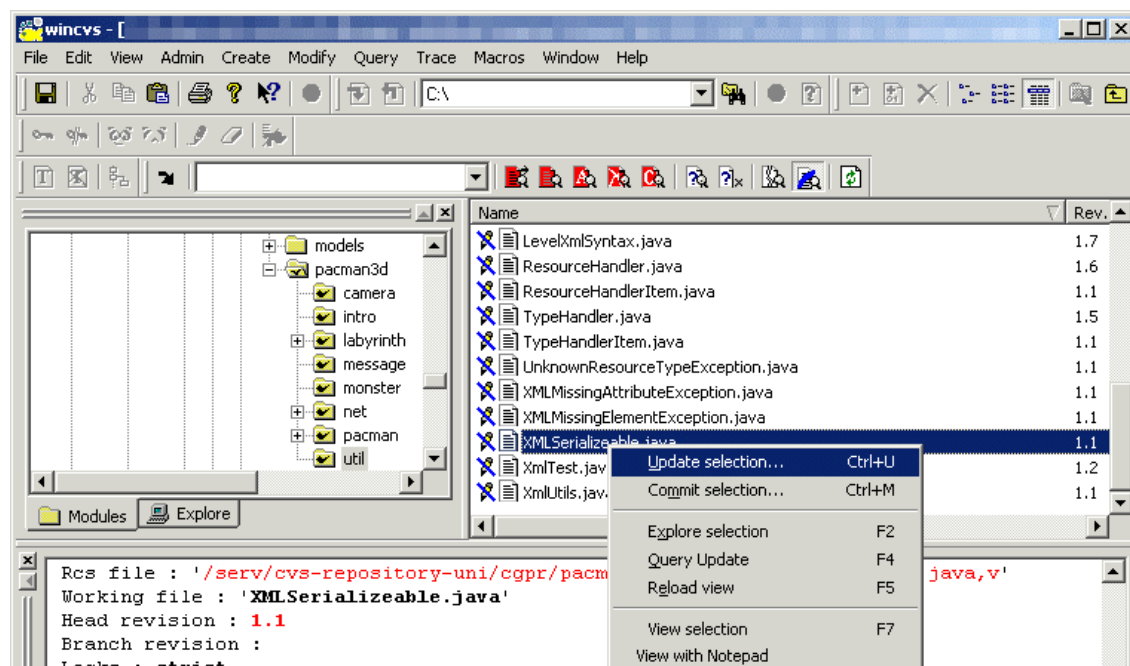 wincvs - [
File Edit View Admin Create Modify Query Trace Macros Window Help
C:\
Name Rev.
models
pacman3d
camera
intro
labyrinth
message
monster
net
pacman
util
Modules Explore
LevelXmlSyntax.java 1.7
ResourceHandler.java 1.6
ResourceHandlerItem.java 1.1
TypeHandler.java 1.5
TypeHandlerItem.java 1.1
UnknownResourceTypeException.java 1.1
XMLMissingAttributeException.java 1.1
XMLMissingElementException.java 1.1
XMLSerializeable.java 1.1
XmlTest.jav 1.2
XmlUtils.jav 1.1
Update selection... Ctrl+U
Commit selection... Ctrl+M
Explore selection F2
Query Update F4
Reload view F5
View selection F7
View with Notepad
Rcs file : '/serv/cvs-repository-uni/cgpr/pacm java,v'
Working file : 'XMLSerializeable.java'
Head revision : 1.1
Branch revision :
Locks : strict